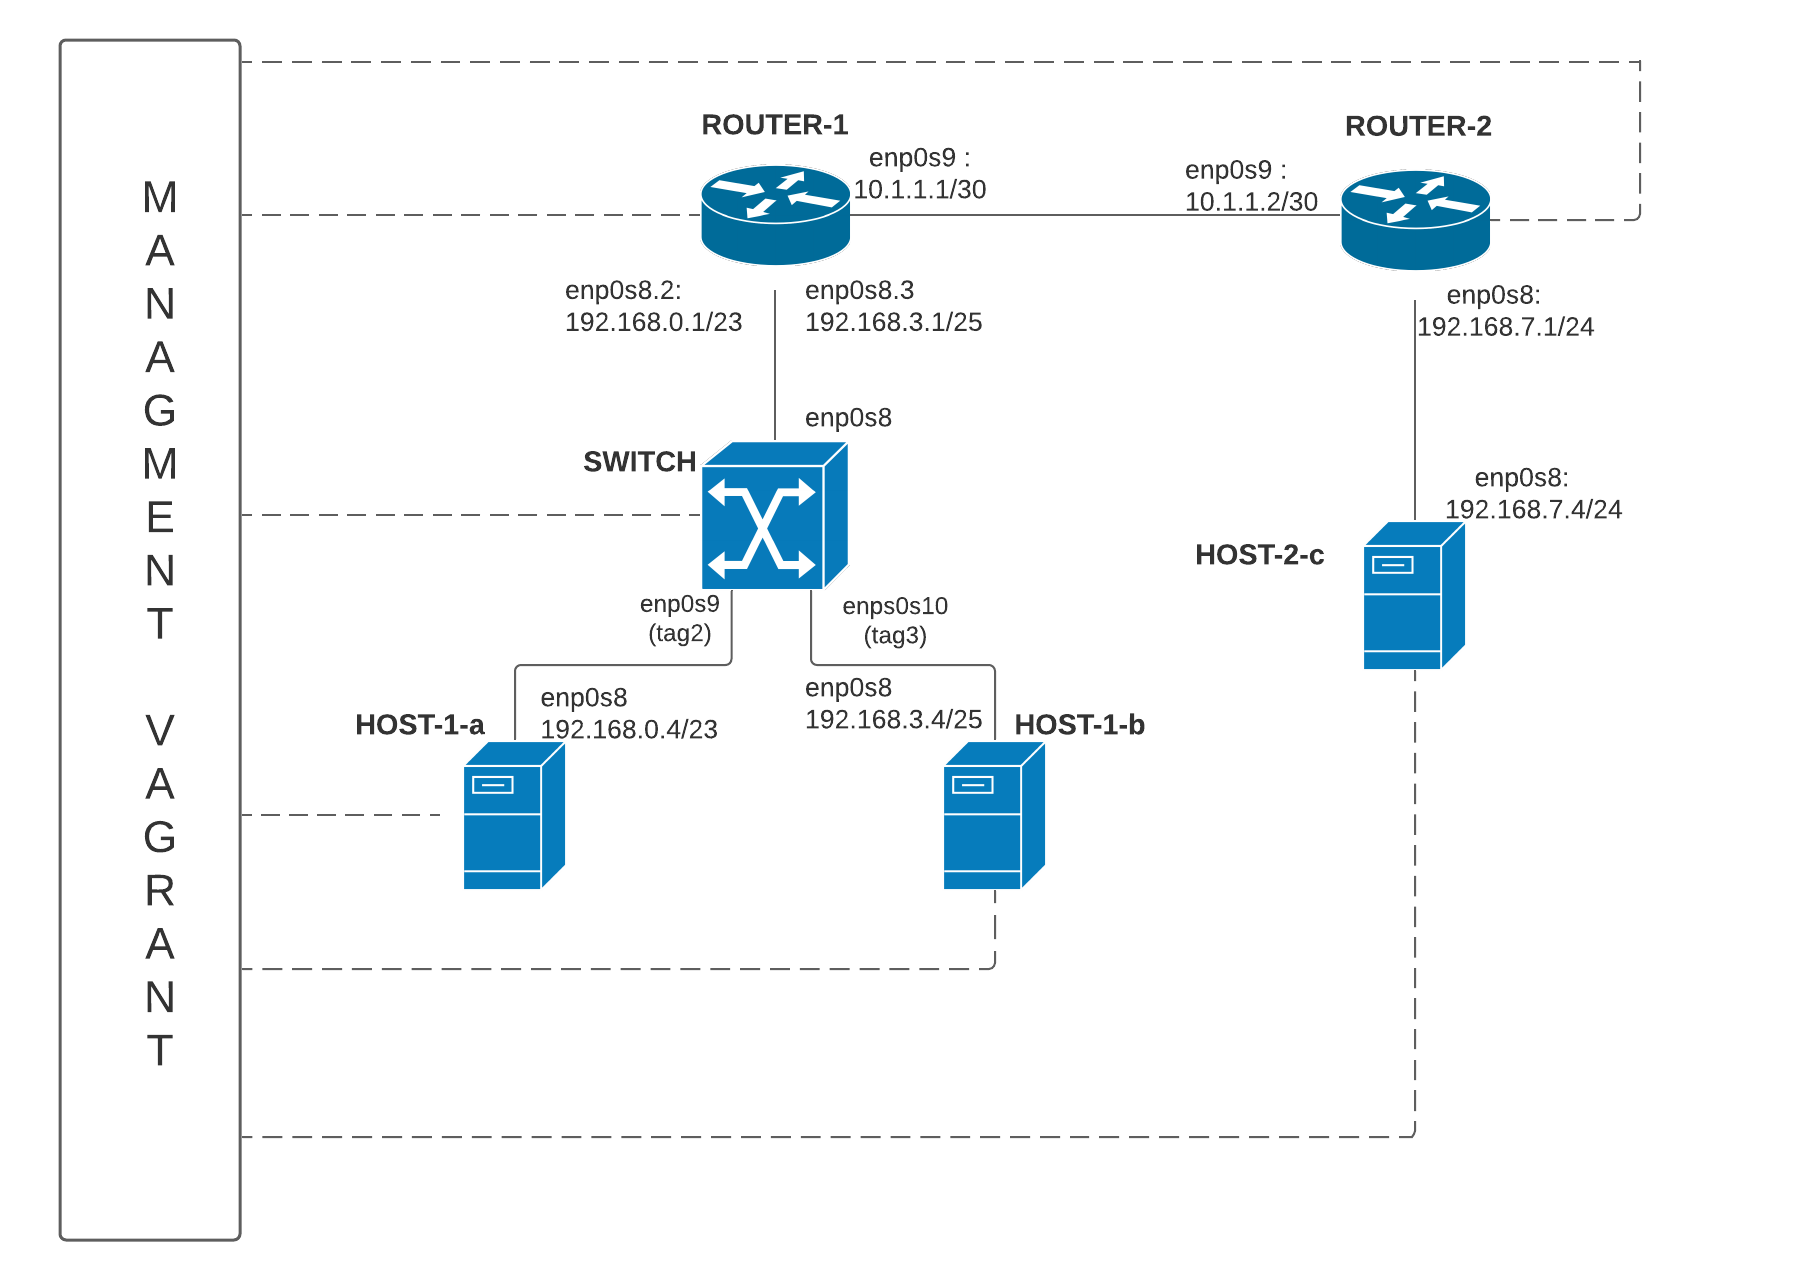 MANAGMENT VAGRANT
ROUTER-1
enp0s9 :
10.1.1.1/30
ROUTER-2
enp0s9 :
10.1.1.2/30
enp0s8.2:
192.168.0.1/23
enp0s8.3
192.168.3.1/25
enp0s8:
192.168.7.1/24
enp0s8
SWITCH
enp0s8:
192.168.7.4/24
HOST-2-c
enp0s9
(tag2)
enps0s10
(tag3)
enp0s8
192.168.0.4/23
HOST-1-a
enp0s8
192.168.3.4/25
HOST-1-b